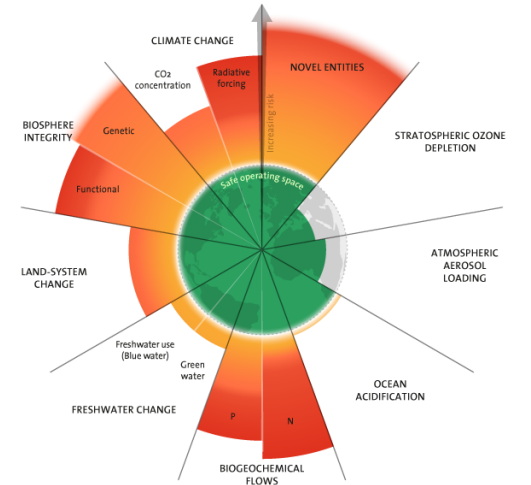 CLIMATE CHANGE
CO2
concentration
Radiative
forcing
NOVEL ENTITIES
Increasing risk
STRATOSPHERIC OZONE
DEPLETION
BIOSPHERE
INTEGRITY
Genetic
Functional
Safe operating space
ATMOSPHERIC
AEROSOL
LOADING
LAND-SYSTEM
CHANGE
Freshwater use
(Blue water)
Green
water
FRESHWATER CHANGE
OCEAN
ACIDIFICATION
P
N
BIOGEOCHEMICAL
FLOWS